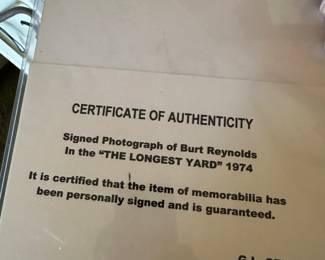 CERTIFICATE OF AUTHENTICITY
Signed Photograph of Burt Reynolds
In the "THE LONGEST YARD" 1974
It is certified that the item of memorabilia has
been personally signed and is guaranteed.